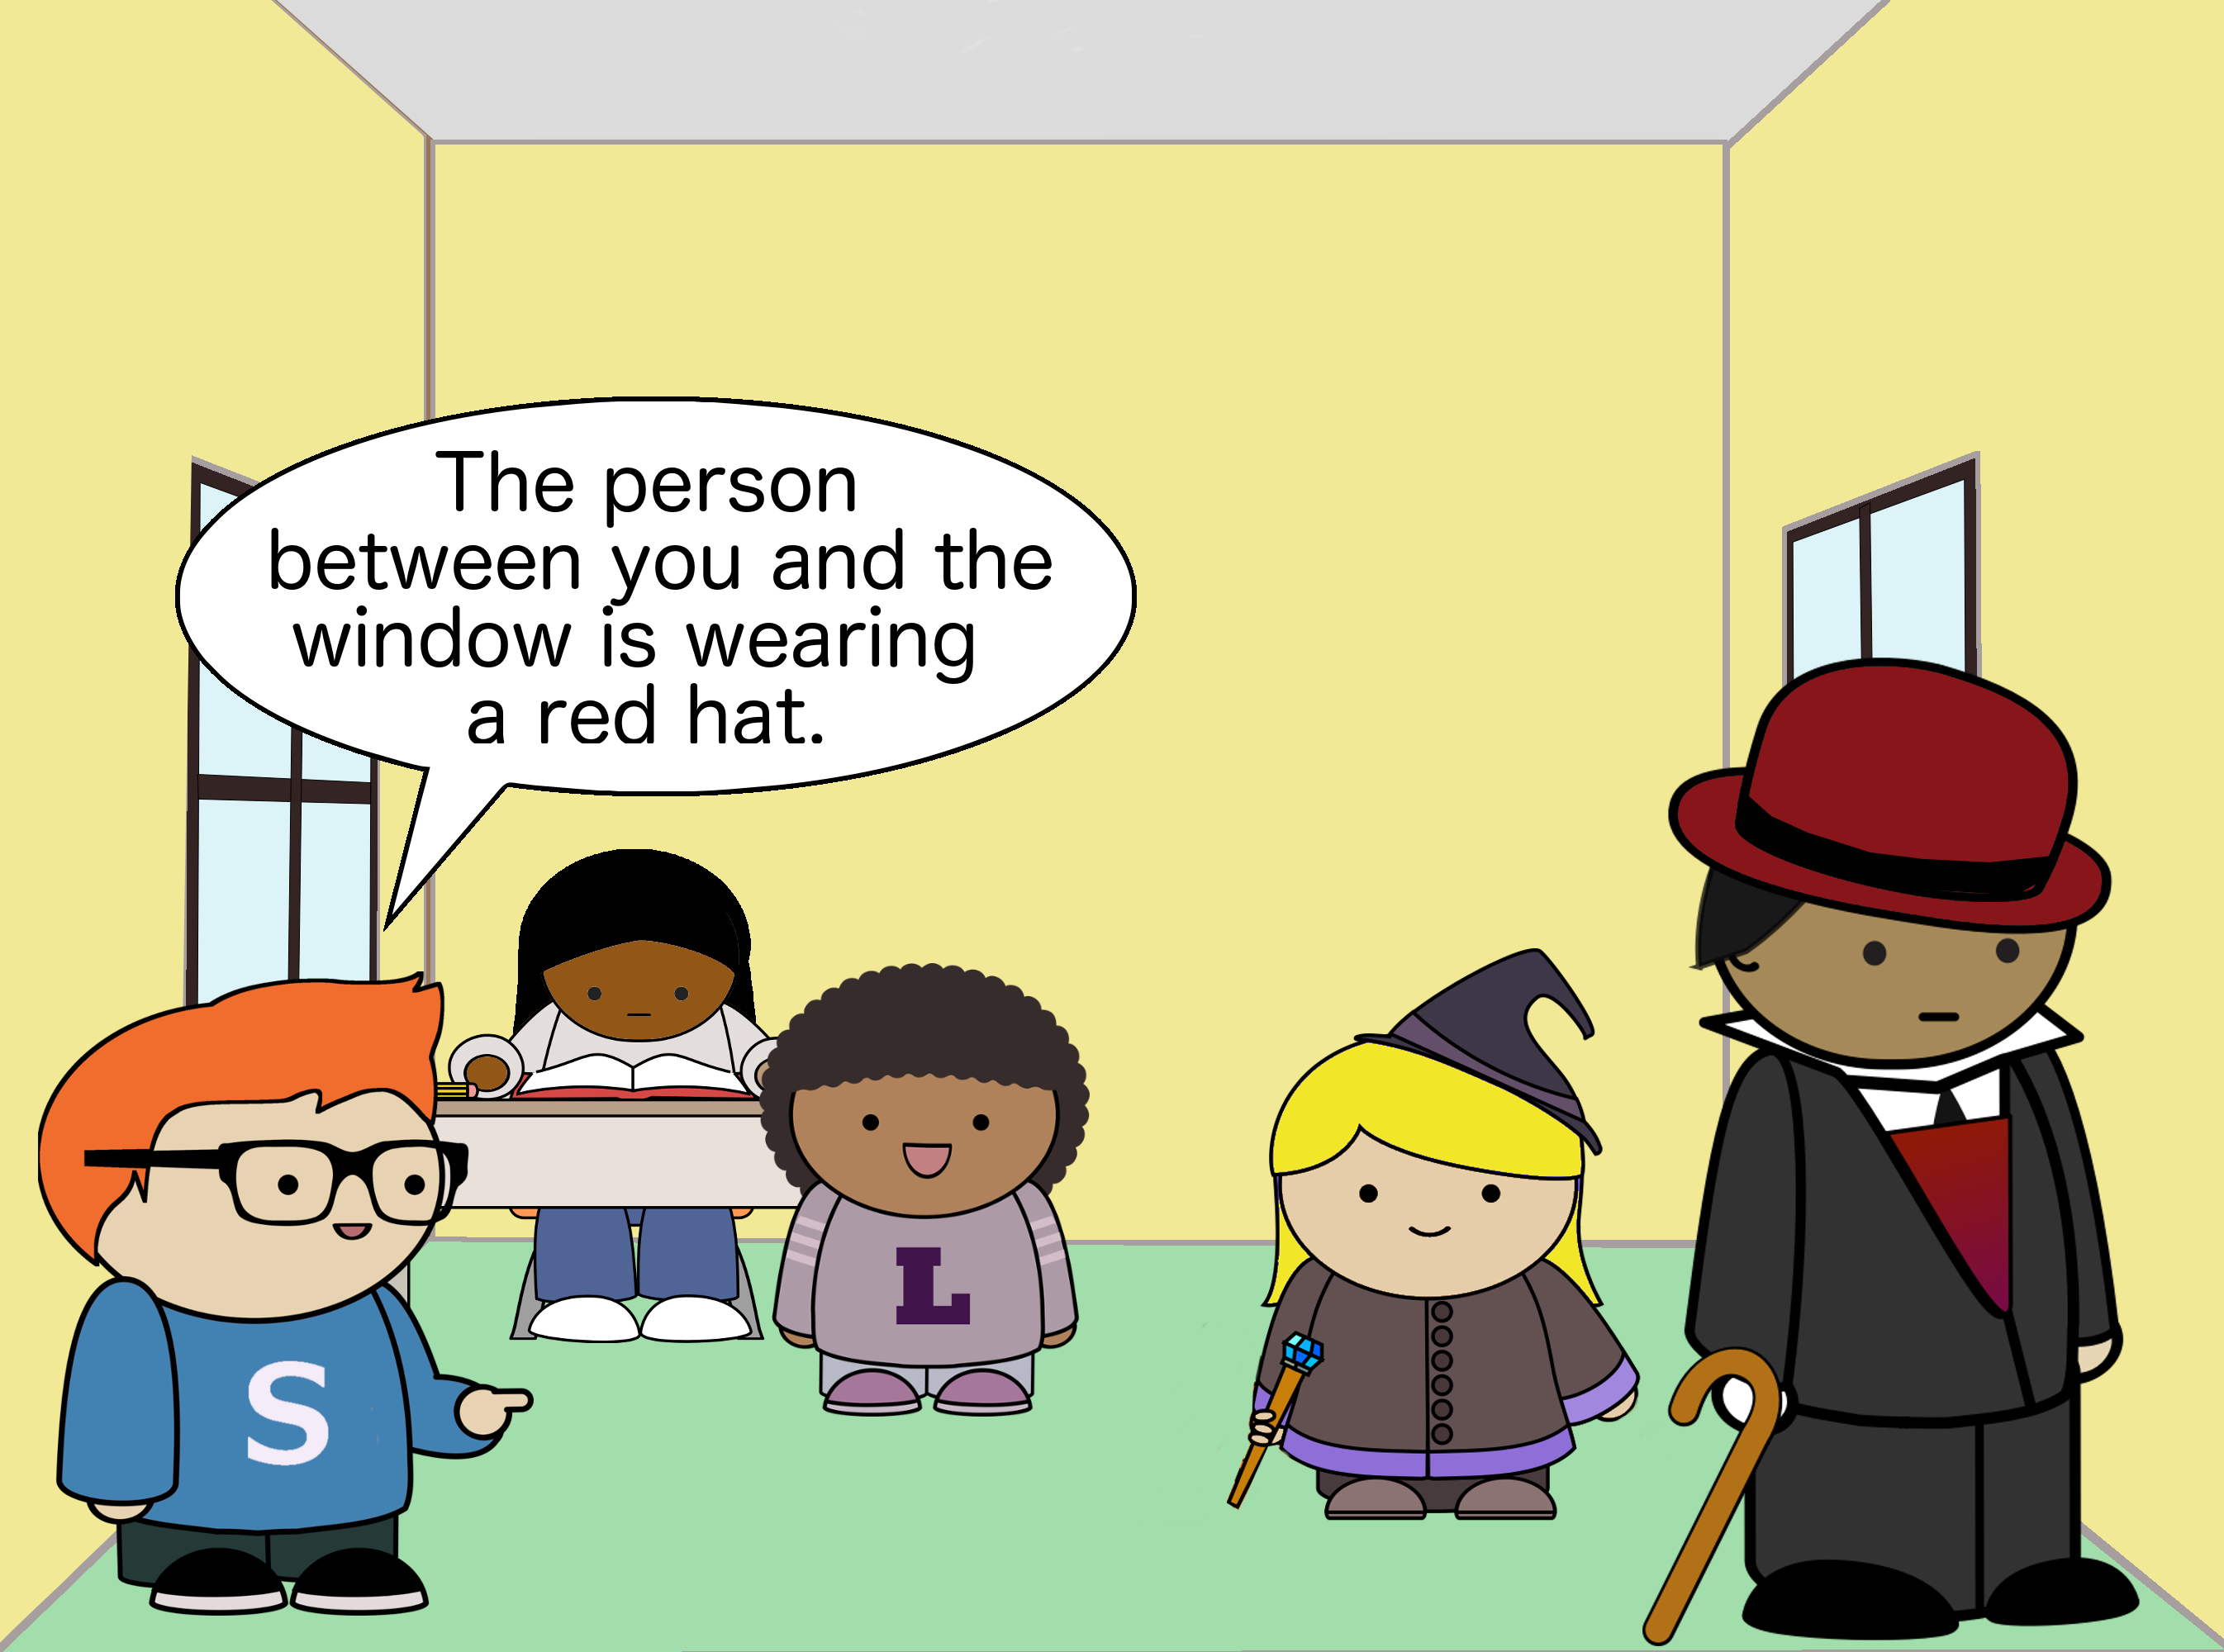 The person
between you and the
window is wearing
a red hat.
S
L